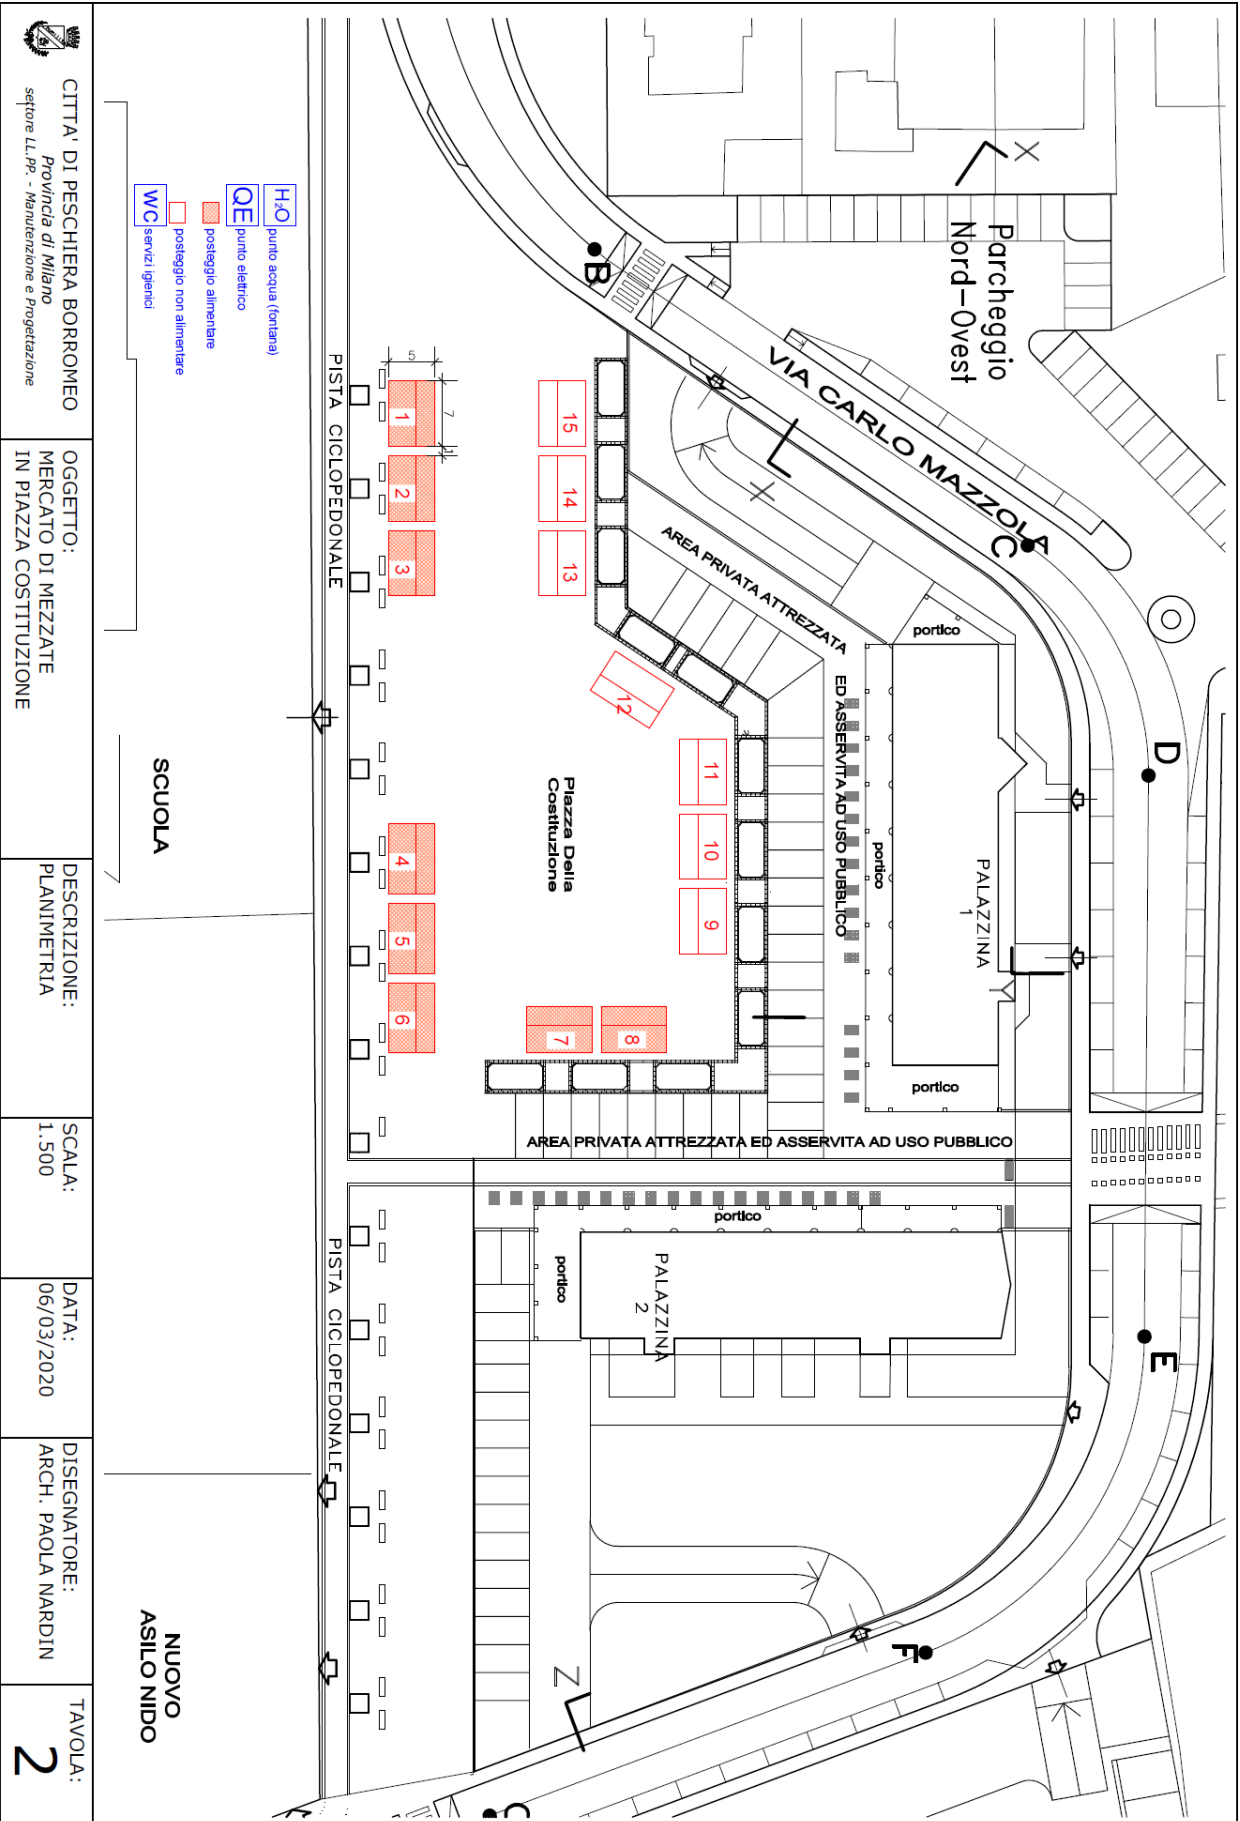 CITTA' DI PESCHIERA BORROMEO
Provincia di Milano
settore LL.PP. - Manutenzione e Progettazione
OGGETTO:
MERCATO DI MEZZATE
IN PIAZZA COSTITUZIONE
DESCRIZIONE:
PLANIMETRIA
SCALA:
1.500
DATA:
06/03/2020
DISEGNATORE:
ARCH. PAOLA NARDIN
TAVOLA:
2
H2O punto acqua (fontana)
QE punto elettrico
posteggio alimentare
posteggio non alimentare
WC servizi igienici
Parcheggio
Nord-Ovest
X
B
VIA CARLO MAZZOLA
C
X
D
E
F
G
Z
AREA PRIVATA ATTREZZATA
ED ASSERVITA AD USO PUBBLICO
portico
portico
portico
PALAZZINA
1
Y
AREA PRIVATA ATTREZZATA ED ASSERVITA AD USO PUBBLICO
portico
portico
PALAZZINA
2
Piazza Della
Costituzione
15
14
13
12
11
10
9
8
7
5
7
1
1
2
3
4
5
6
PISTA CICLOPEDONALE
PISTA CICLOPEDONALE
SCUOLA
NUOVO
ASILO NIDO